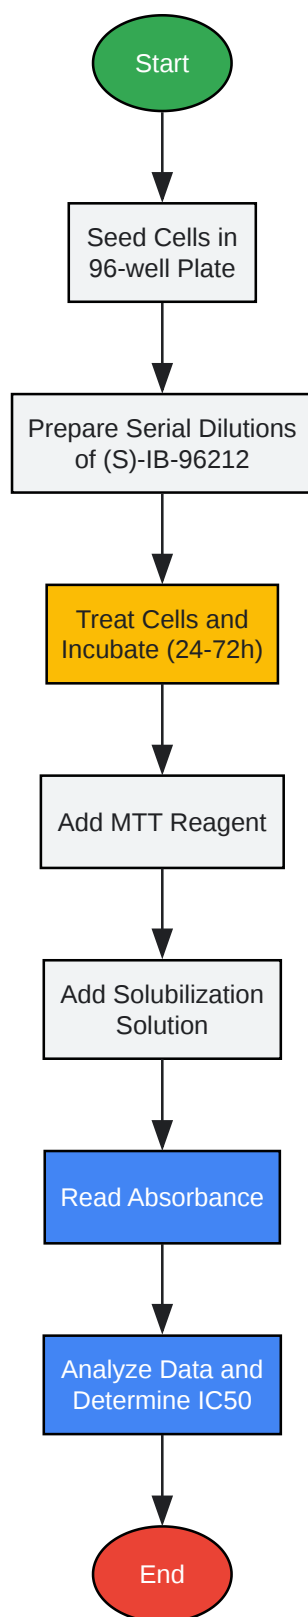 Start
Seed Cells in
96-well Plate
Prepare Serial Dilutions
of (S)-IB-96212
Treat Cells and
Incubate (24-72h)
Add MTT Reagent
Add Solubilization
Solution
Read Absorbance
Analyze Data and
Determine IC50
End